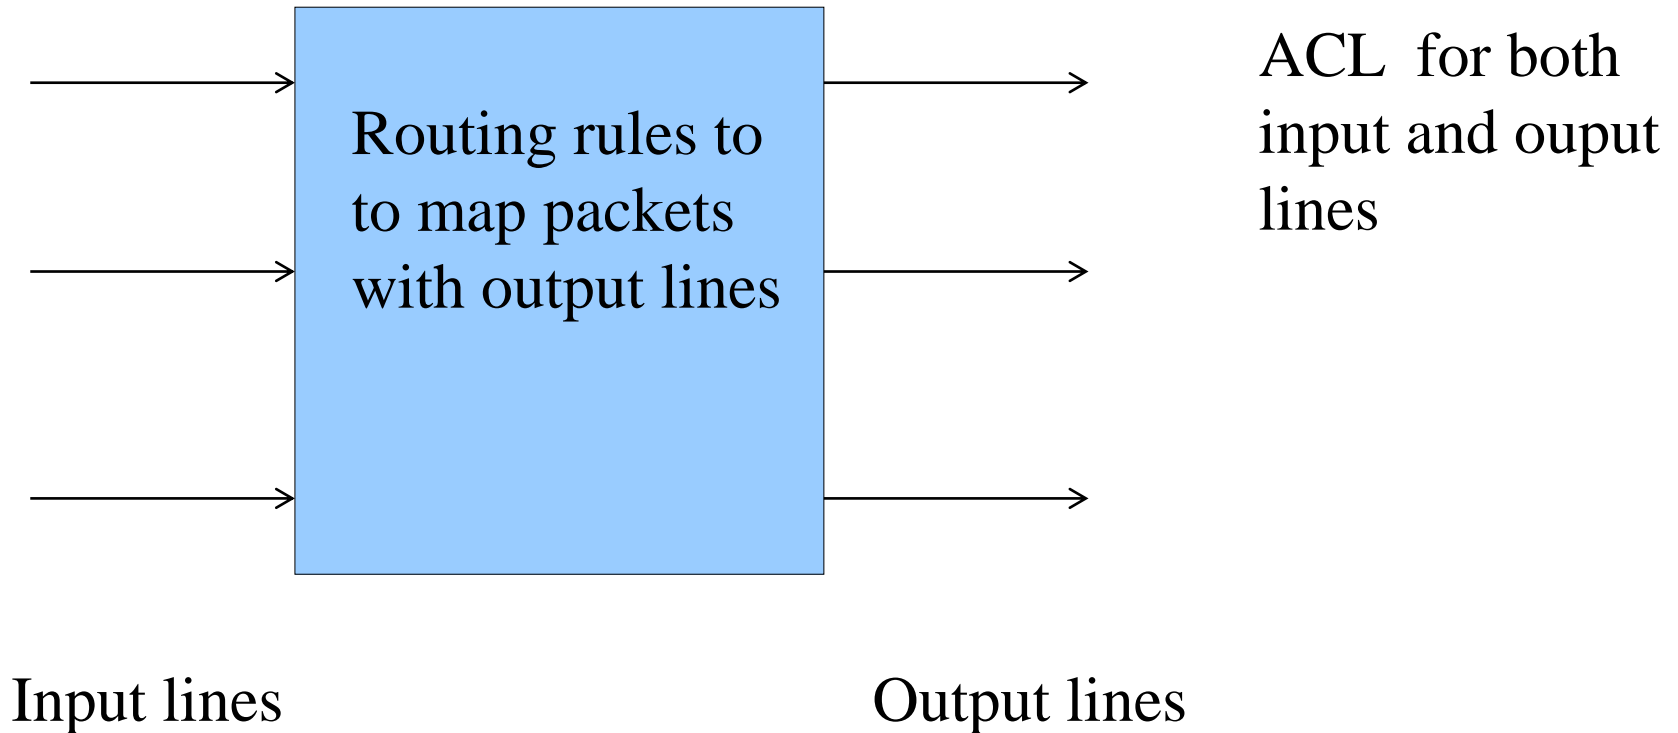 Routing rules to
to map packets
with output lines
ACL for both
input and ouput
lines
Input lines
Output lines